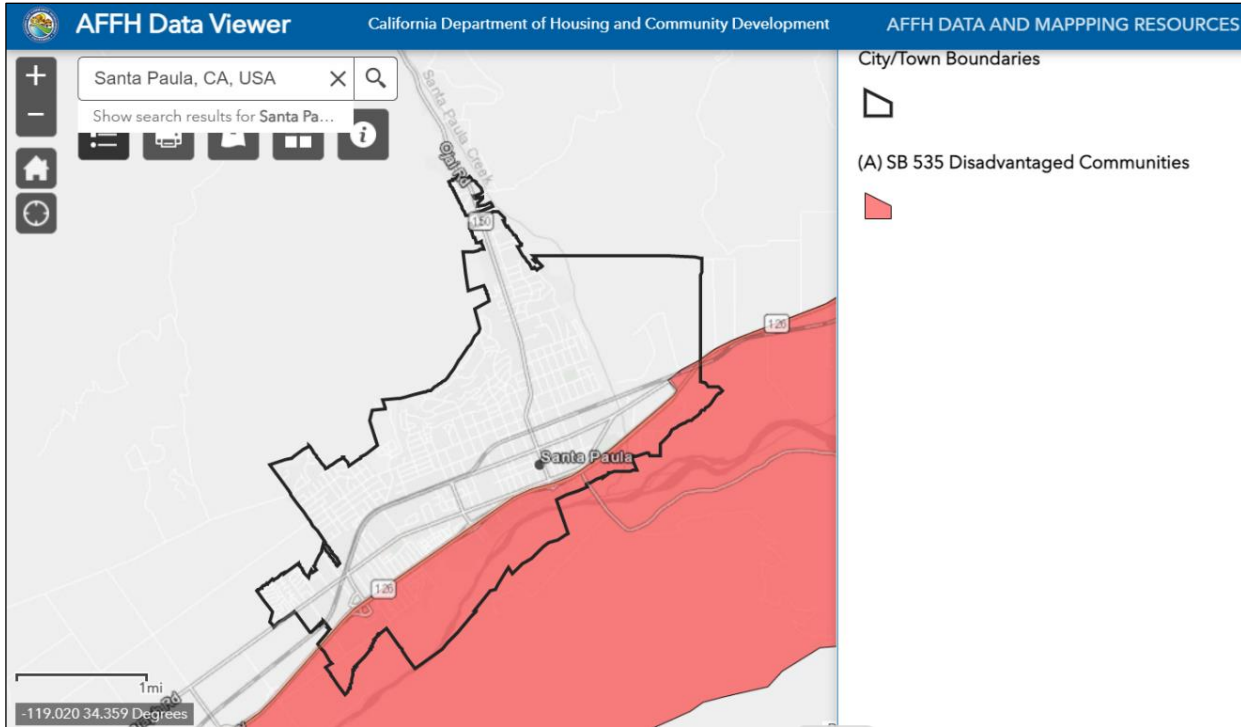 AFFH Data Viewer
California Department of Housing and Community Development
AFFH DATA AND MAPPPING RESOURCES
Santa Paula, CA, USA
Show search results for Santa Pa...
City/Town Boundaries
(A) SB 535 Disadvantaged Communities
Santa Paula Creek
Ojai Rd
150
126
Santa Paula
126
1mi
-119.020 34.359 Degrees